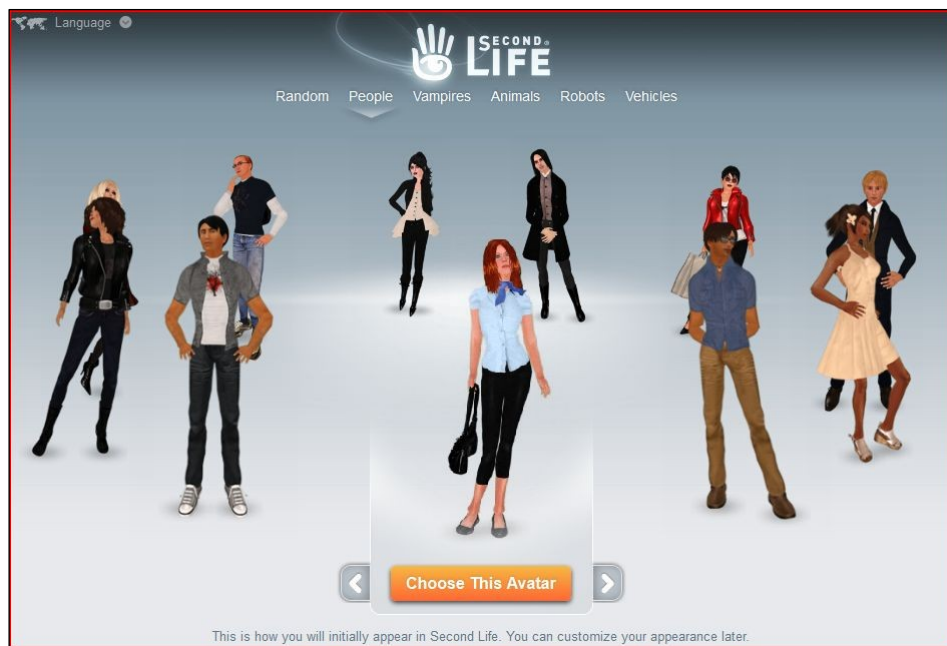 Language
SECOND®
LIFE
Random People Vampires Animals Robots Vehicles
Choose This Avatar
This is how you will initially appear in Second Life. You can customize your appearance later.